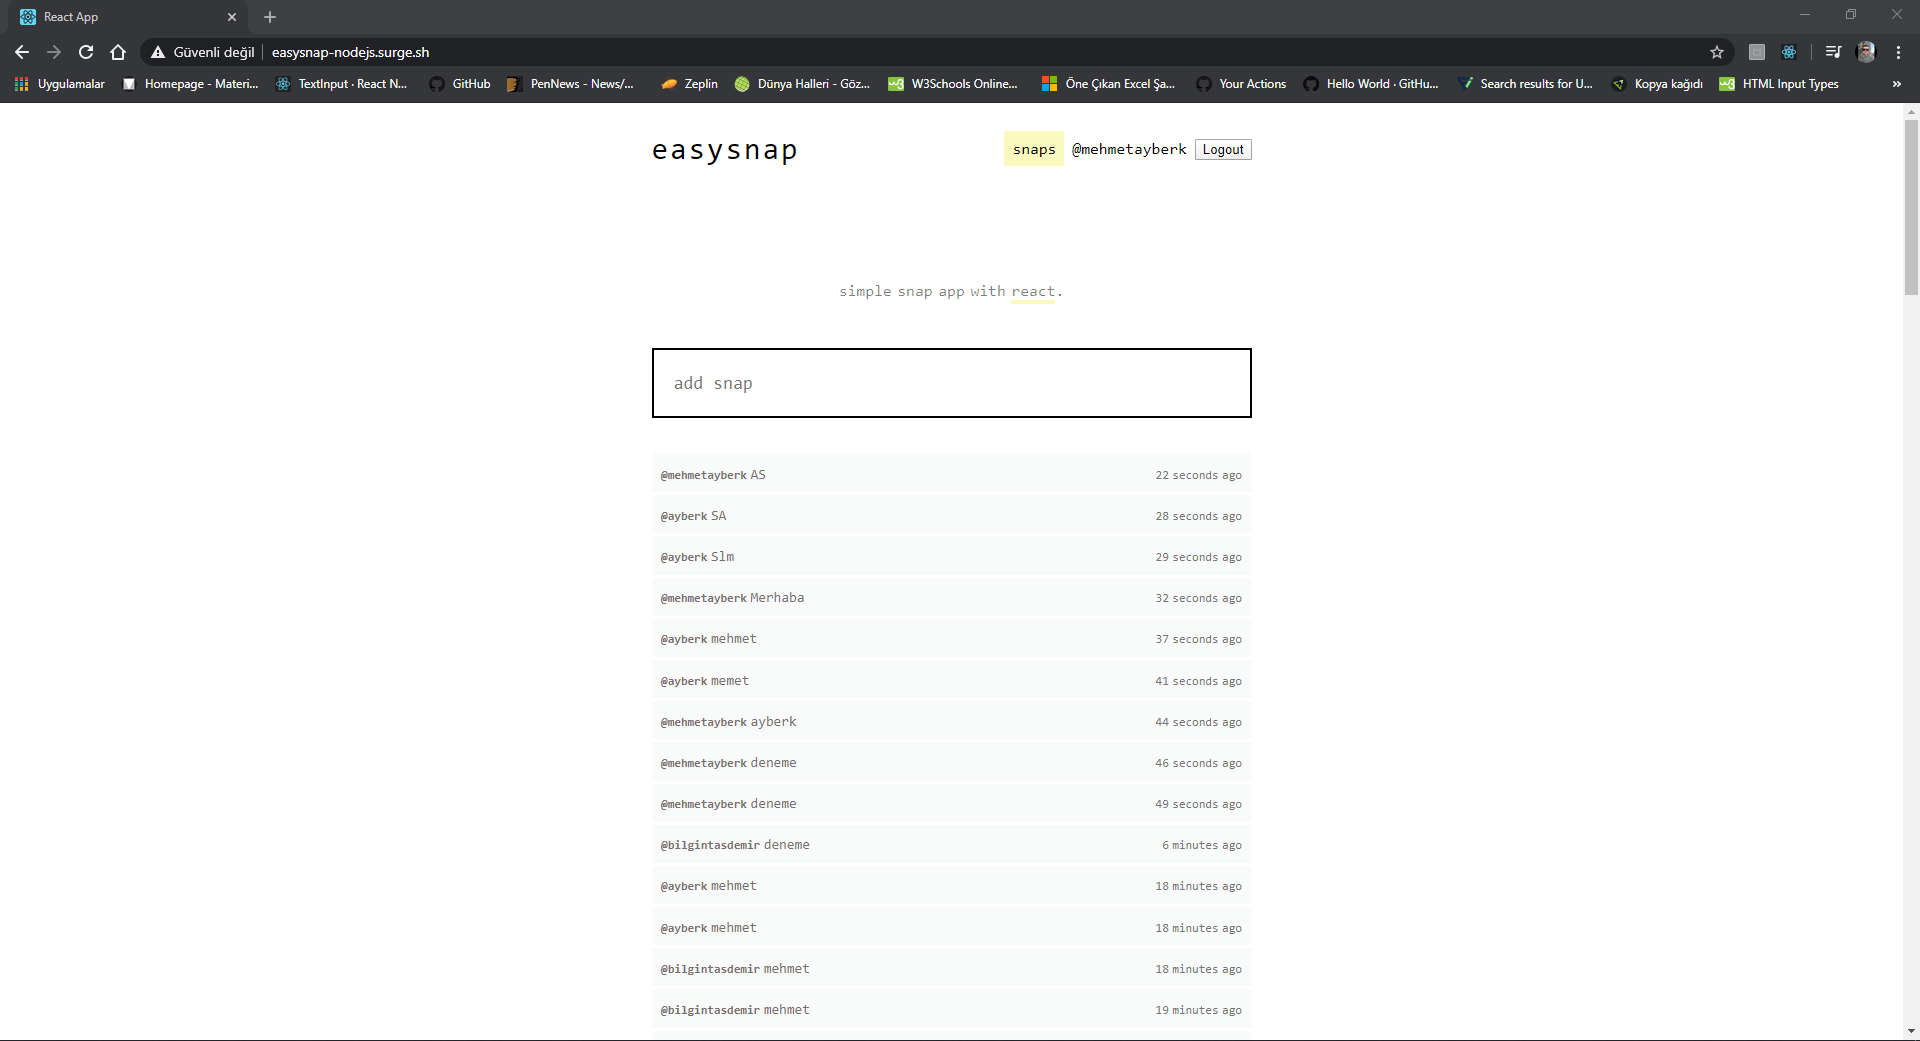 React App
Güvenli değil easysnap-nodejs.surge.sh
Uygulamalar Homepage - Materi... TextInput · React N... GitHub PenNews - News/... Zeplin Dünya Halleri - Göz... W3Schools Online... Öne Çıkan Excel Şa... Your Actions Hello World · GitHu... Search results for U... Kopya kağıdı HTML Input Types »
easysnap snaps @mehmetayberk Logout
simple snap app with react.
add snap
@mehmetayberk AS 22 seconds ago
@ayberk SA 28 seconds ago
@ayberk Slm 29 seconds ago
@mehmetayberk Merhaba 32 seconds ago
@ayberk mehmet 37 seconds ago
@ayberk memet 41 seconds ago
@mehmetayberk ayberk 44 seconds ago
@mehmetayberk deneme 46 seconds ago
@mehmetayberk deneme 49 seconds ago
@bilgintasdemir deneme 6 minutes ago
@ayberk mehmet 18 minutes ago
@ayberk mehmet 18 minutes ago
@bilgintasdemir mehmet 18 minutes ago
@bilgintasdemir mehmet 19 minutes ago